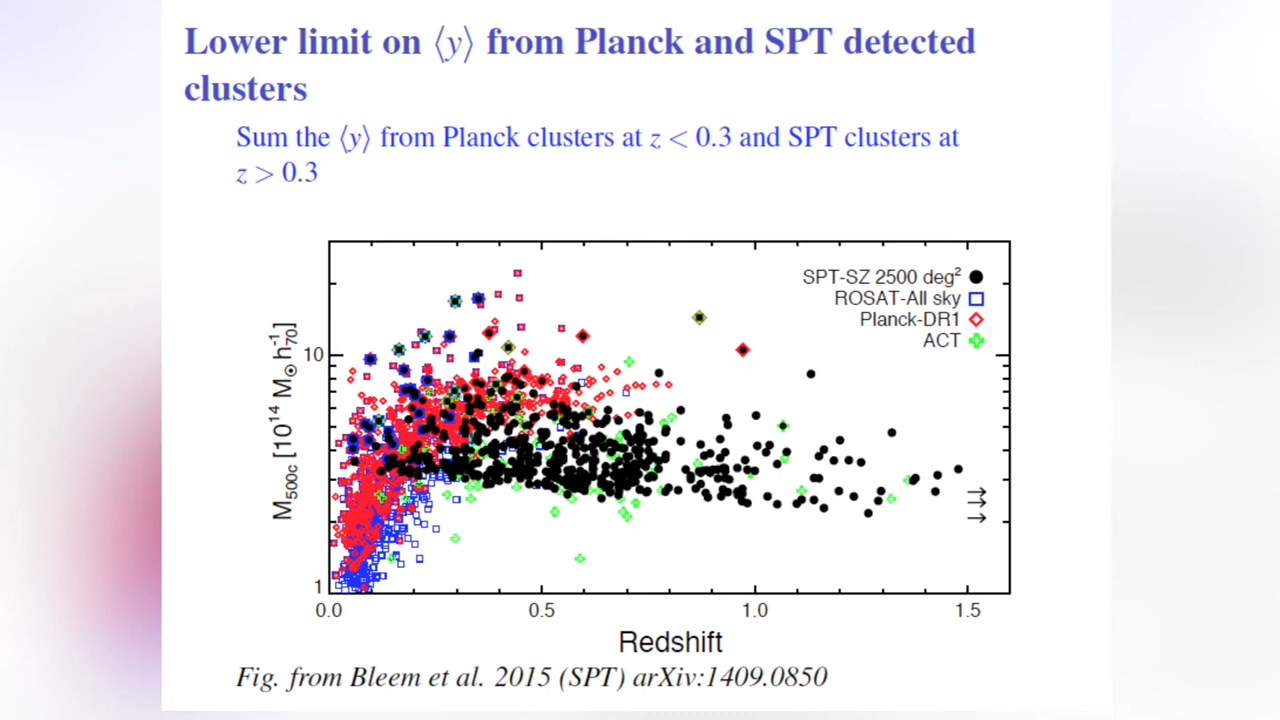 Lower limit on ⟨y⟩ from Planck and SPT detected
clusters
Sum the ⟨y⟩ from Planck clusters at z < 0.3 and SPT clusters at
z > 0.3
SPT-SZ 2500 deg²
ROSAT-All sky
Planck-DR1
ACT
M₅₀₀c [10¹⁴ M☉ h₇₀⁻¹]
10
1
0.0 0.5 1.0 1.5
Redshift
Fig. from Bleem et al. 2015 (SPT) arXiv:1409.0850